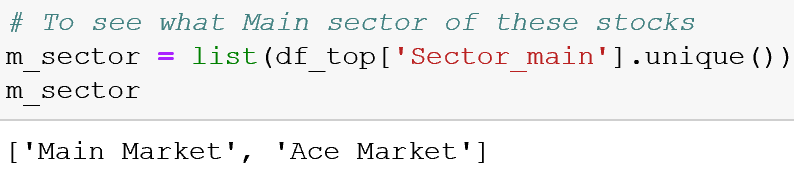 # To see what Main sector of these stocks
m_sector = list(df_top['Sector_main'].unique())
m_sector
['Main Market', 'Ace Market']